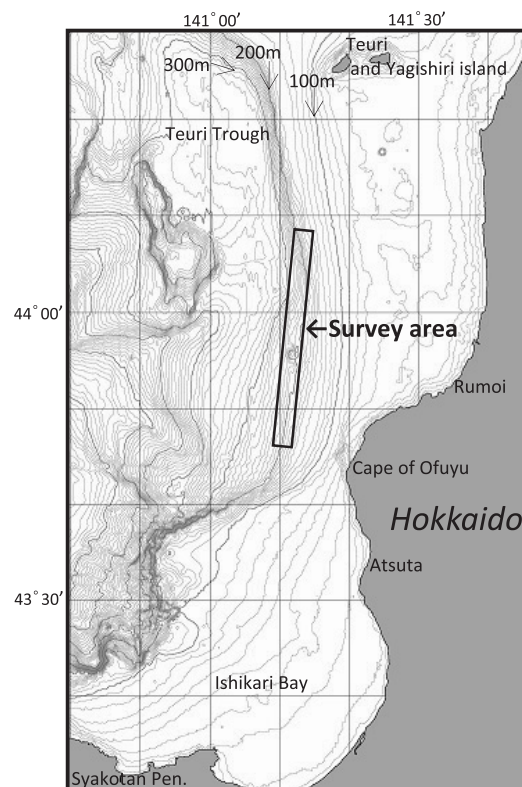 141°00′
141°30′
200m
300m
100m
Teuri
and Yagishiri island
Teuri Trough
44°00′
←Survey area
Rumoi
Cape of Ofuyu
Hokkaido
Atsuta
43°30′
Ishikari Bay
Syakotan Pen.